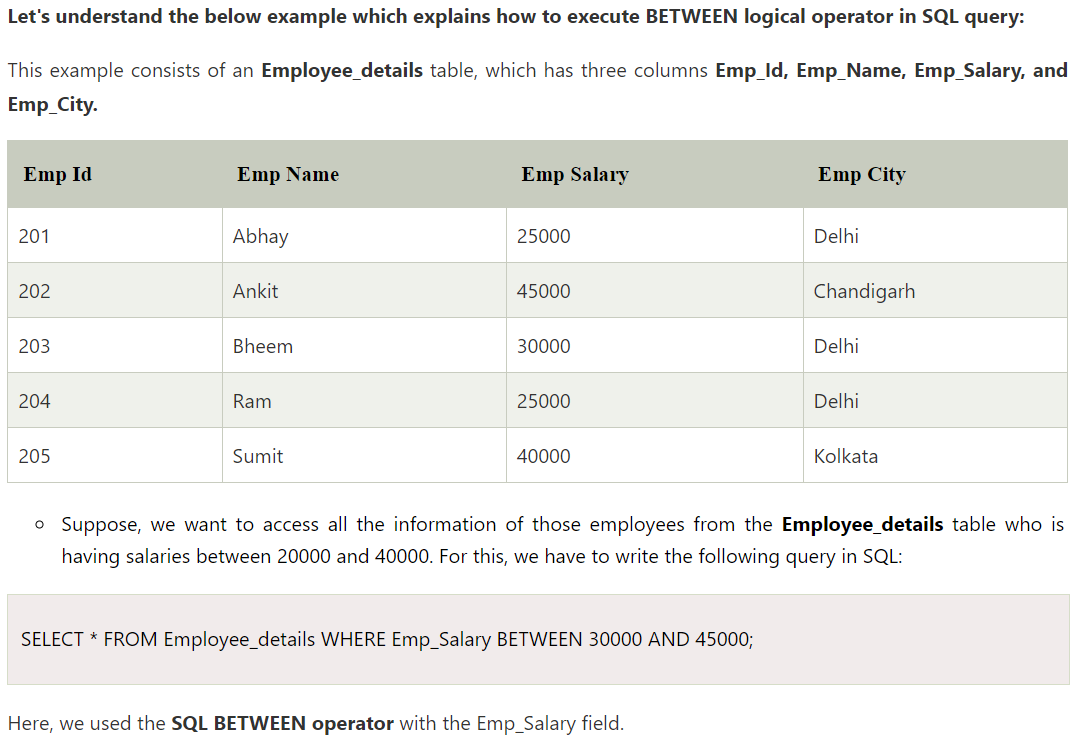 Let's understand the below example which explains how to execute BETWEEN logical operator in SQL query:
This example consists of an Employee_details table, which has three columns Emp_Id, Emp_Name, Emp_Salary, and
Emp_City.
Emp Id Emp Name Emp Salary Emp City
201 Abhay 25000 Delhi
202 Ankit 45000 Chandigarh
203 Bheem 30000 Delhi
204 Ram 25000 Delhi
205 Sumit 40000 Kolkata
Suppose, we want to access all the information of those employees from the Employee_details table who is
having salaries between 20000 and 40000. For this, we have to write the following query in SQL:
SELECT * FROM Employee_details WHERE Emp_Salary BETWEEN 30000 AND 45000;
Here, we used the SQL BETWEEN operator with the Emp_Salary field.